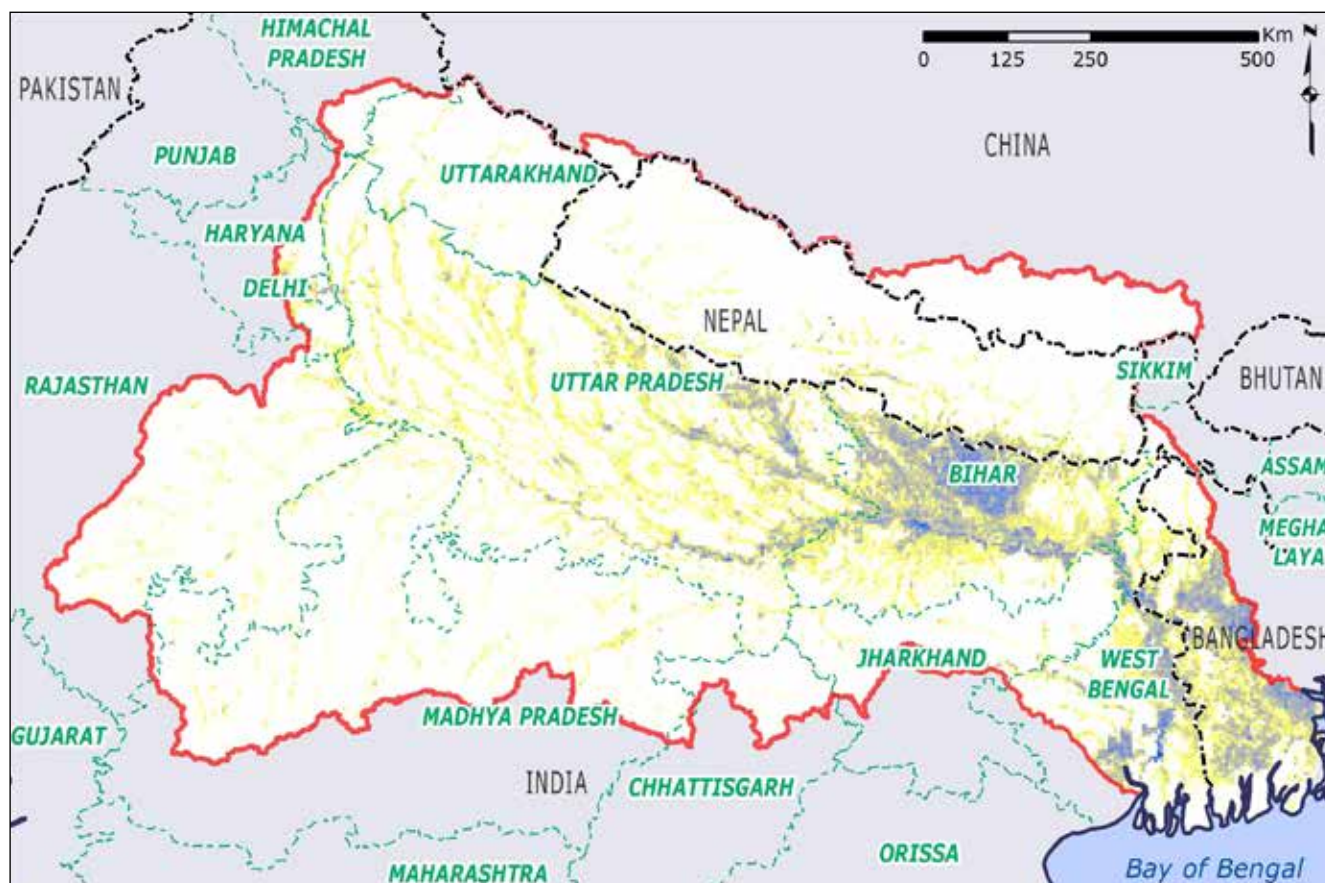 HIMACHAL
PRADESH
Km
N
0 125 250 500
PAKISTAN
CHINA
PUNJAB
UTTARAKHAND
HARYANA
DELHI
NEPAL
RAJASTHAN
UTTAR PRADESH
SIKKIM
BHUTAN
BIHAR
ASSAM
MEGHA
LAYA
BANGLADESH
JHARKHAND
WEST
BENGAL
MADHYA PRADESH
GUJARAT
INDIA
CHHATTISGARH
ORISSA
MAHARASHTRA
Bay of Bengal